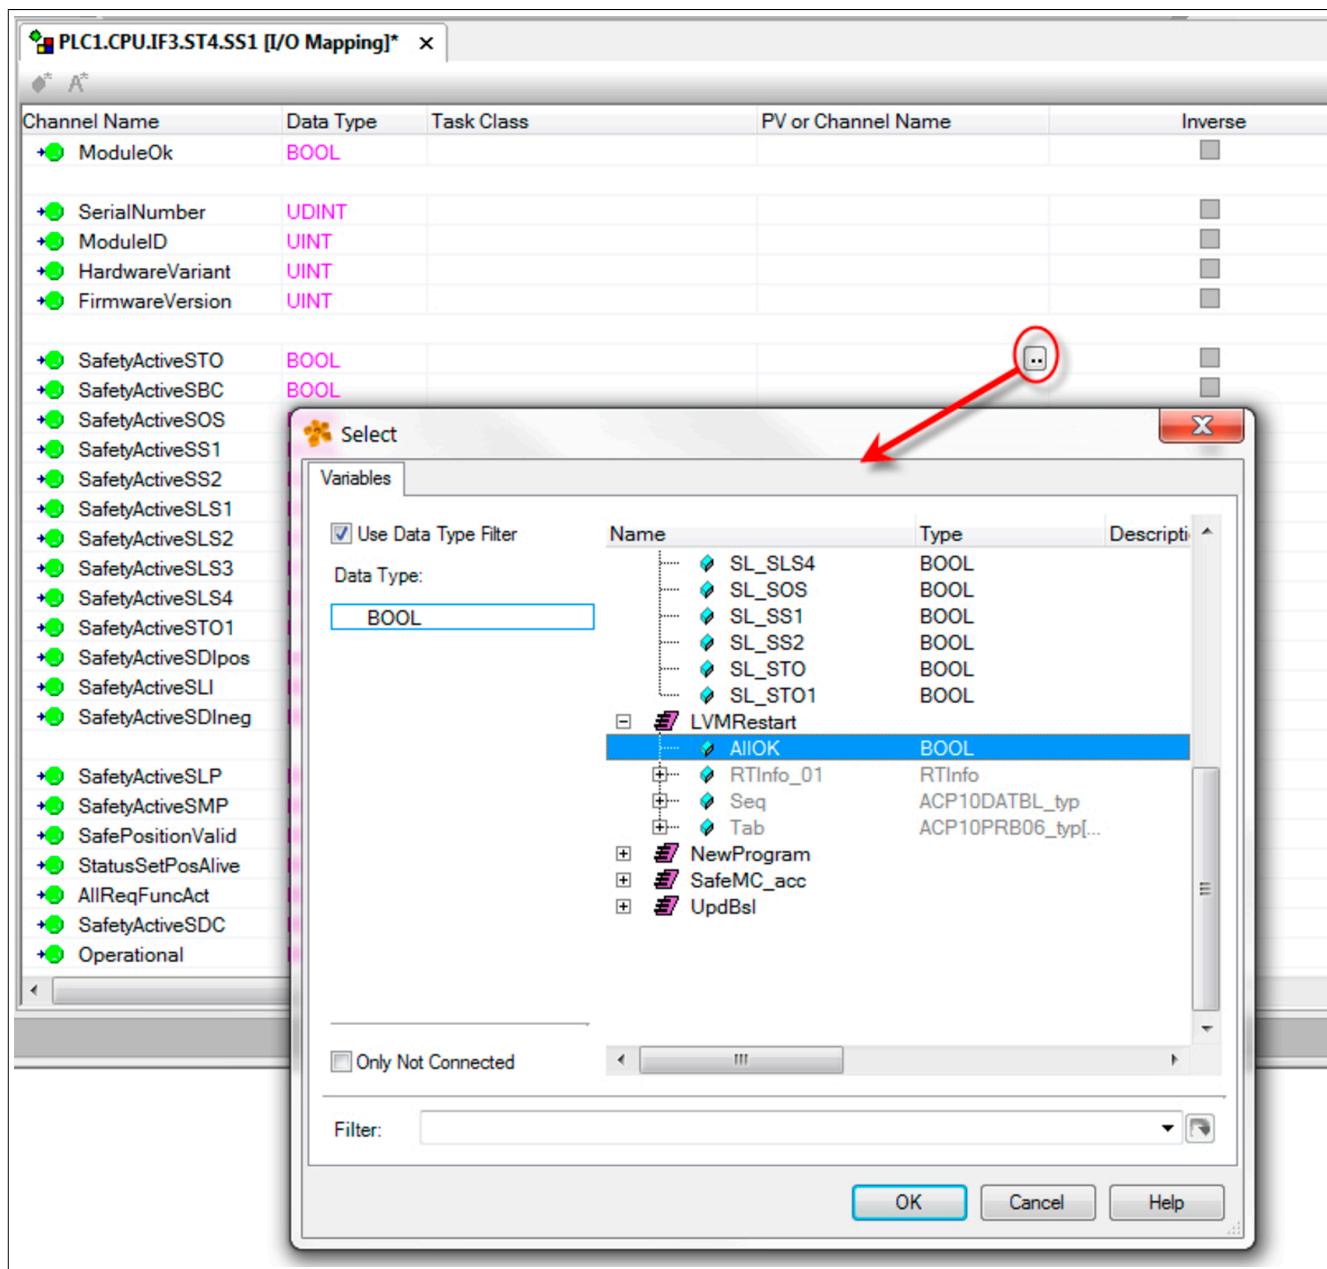 PLC1.CPU.IF3.ST4.SS1 [I/O Mapping]*
Channel Name Data Type Task Class PV or Channel Name Inverse
ModuleOk BOOL
SerialNumber UDINT
ModuleID UINT
HardwareVariant UINT
FirmwareVersion UINT
SafetyActiveSTO BOOL ..
SafetyActiveSBC BOOL
SafetyActiveSOS
SafetyActiveSS1
SafetyActiveSS2
SafetyActiveSLS1
SafetyActiveSLS2
SafetyActiveSLS3
SafetyActiveSLS4
SafetyActiveSTO1
SafetyActiveSDIpos
SafetyActiveSLI
SafetyActiveSDIneg
SafetyActiveSLP
SafetyActiveSMP
SafePositionValid
StatusSetPosAlive
AllReqFuncAct
SafetyActiveSDC
Operational
Select
Variables
Use Data Type Filter
Data Type:
BOOL
Name Type Descripti
SL_SLS4 BOOL
SL_SOS BOOL
SL_SS1 BOOL
SL_SS2 BOOL
SL_STO BOOL
SL_STO1 BOOL
LVMRestart
AllOK BOOL
RTInfo_01 RTInfo
Seq ACP10DATBL_typ
Tab ACP10PRB06_typ[...
NewProgram
SafeMC_acc
UpdBsl
Only Not Connected
Filter:
OK Cancel Help